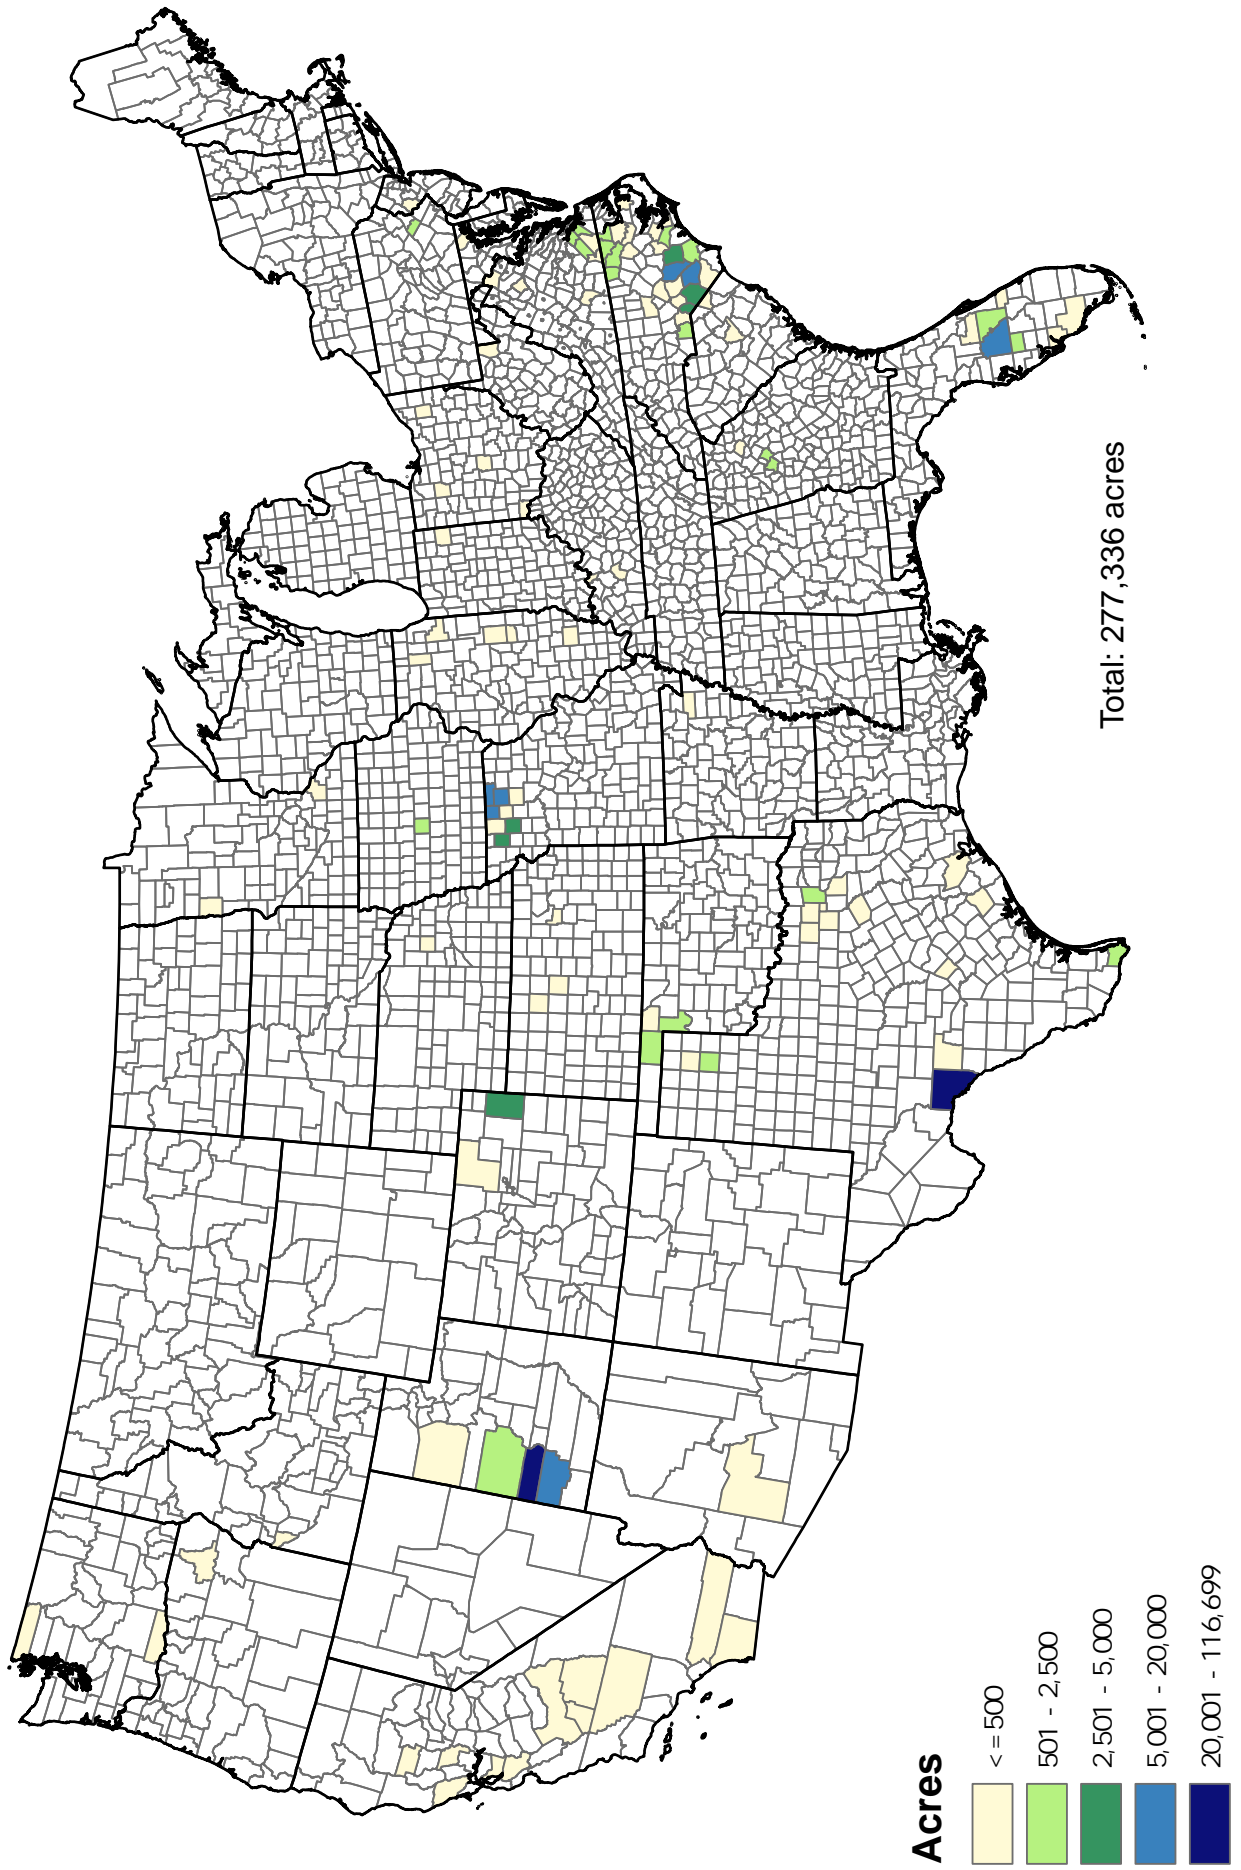 Total: 277,336 acres
Acres
<= 500
501 - 2,500
2,501 - 5,000
5,001 - 20,000
20,001 - 116,699